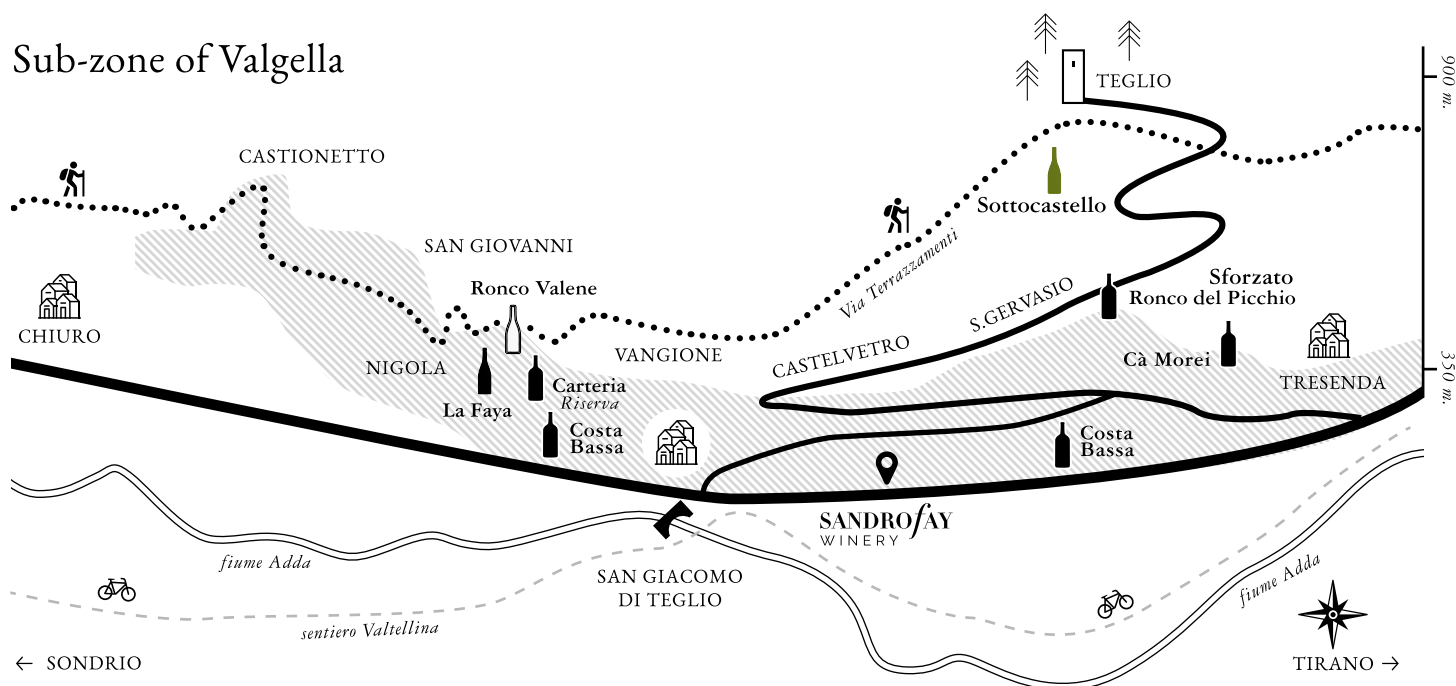 Sub-zone of Valgella
TEGLIO
900 m.
CASTIONETTO
Sottocastello
SAN GIOVANNI
Via Terrazzamenti
Ronco Valene
S.GERVASIO
Sforzato
Ronco del Picchio
CHIURO
NIGOLA
VANGIONE
CASTELVETRO
Cà Morei
TRESENDA
350 m.
La Faya
Carteria
Riserva
Costa
Bassa
Costa
Bassa
SANDROfAY
WINERY
fiume Adda
SAN GIACOMO
DI TEGLIO
fiume Adda
sentiero Valtellina
← SONDRIO
TIRANO →